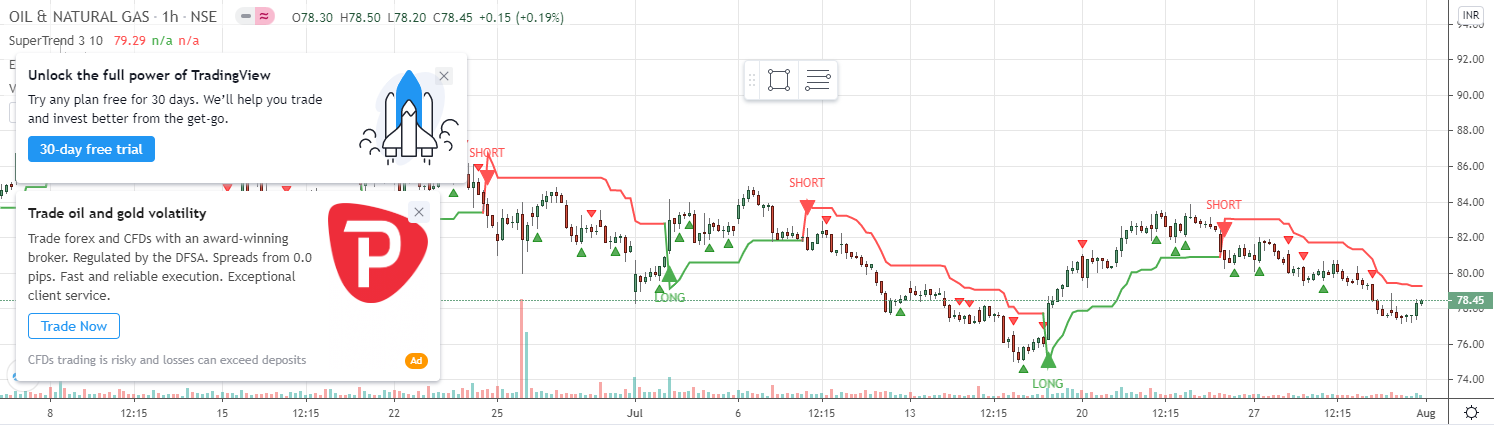 OIL & NATURAL GAS · 1h · NSE
O78.30 H78.50 L78.20 C78.45 +0.15 (+0.19%)
SuperTrend 3 10 79.29 n/a n/a
Unlock the full power of TradingView
Try any plan free for 30 days. We'll help you trade
and invest better from the get-go.
30-day free trial
Trade oil and gold volatility
Trade forex and CFDs with an award-winning
broker. Regulated by the DFSA. Spreads from 0.0
pips. Fast and reliable execution. Exceptional
client service.
P
Trade Now
CFDs trading is risky and losses can exceed deposits
Ad
SHORT
LONG
SHORT
LONG
SHORT
INR
94.00
92.00
90.00
88.00
86.00
84.00
82.00
80.00
78.45
78.00
76.00
74.00
8 12:15 15 12:15 22 25 Jul 6 12:15 13 12:15 20 12:15 27 12:15 Aug